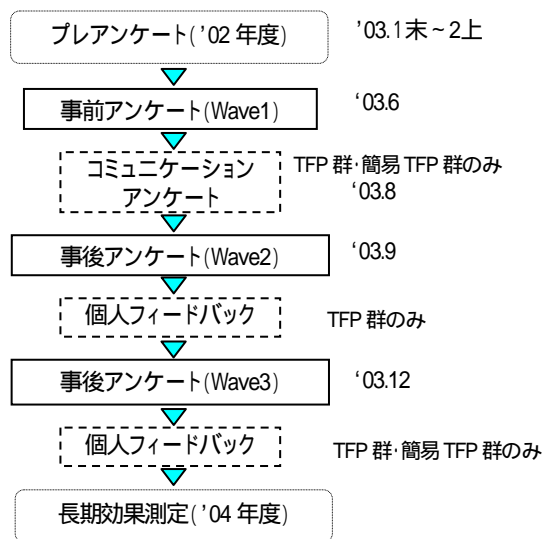 プレアンケート(’02 年度)
’03.1末~2上
事前アンケート(Wave1)
‘03.6
コミュニケーション
アンケート
TFP 群・簡易 TFP 群のみ
‘03.8
事後アンケート(Wave2)
‘03.9
個人フィードバック
TFP 群のみ
事後アンケート(Wave3)
‘03.12
個人フィードバック
TFP 群・簡易 TFP 群のみ
長期効果測定(’04 年度)